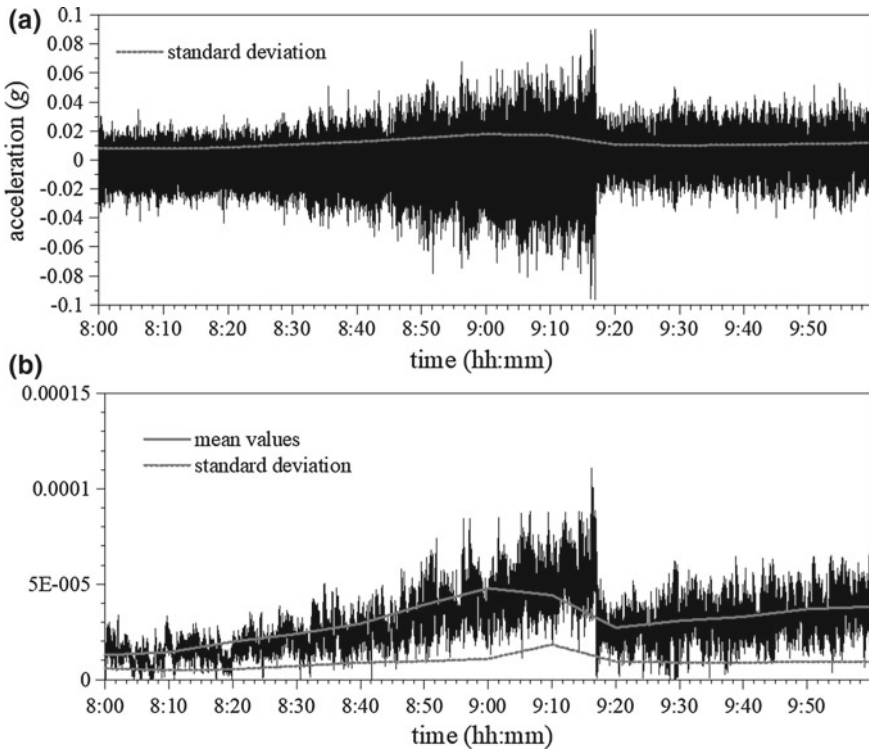 (a)
0.1
standard deviation
0.08
0.06
0.04
0.02
0
-0.02
-0.04
-0.06
-0.08
-0.1
acceleration (g)
8:00 8:10 8:20 8:30 8:40 8:50 9:00 9:10 9:20 9:30 9:40 9:50
time (hh:mm)
(b)
0.00015
mean values
standard deviation
0.0001
5E-005
0
8:00 8:10 8:20 8:30 8:40 8:50 9:00 9:10 9:20 9:30 9:40 9:50
time (hh:mm)